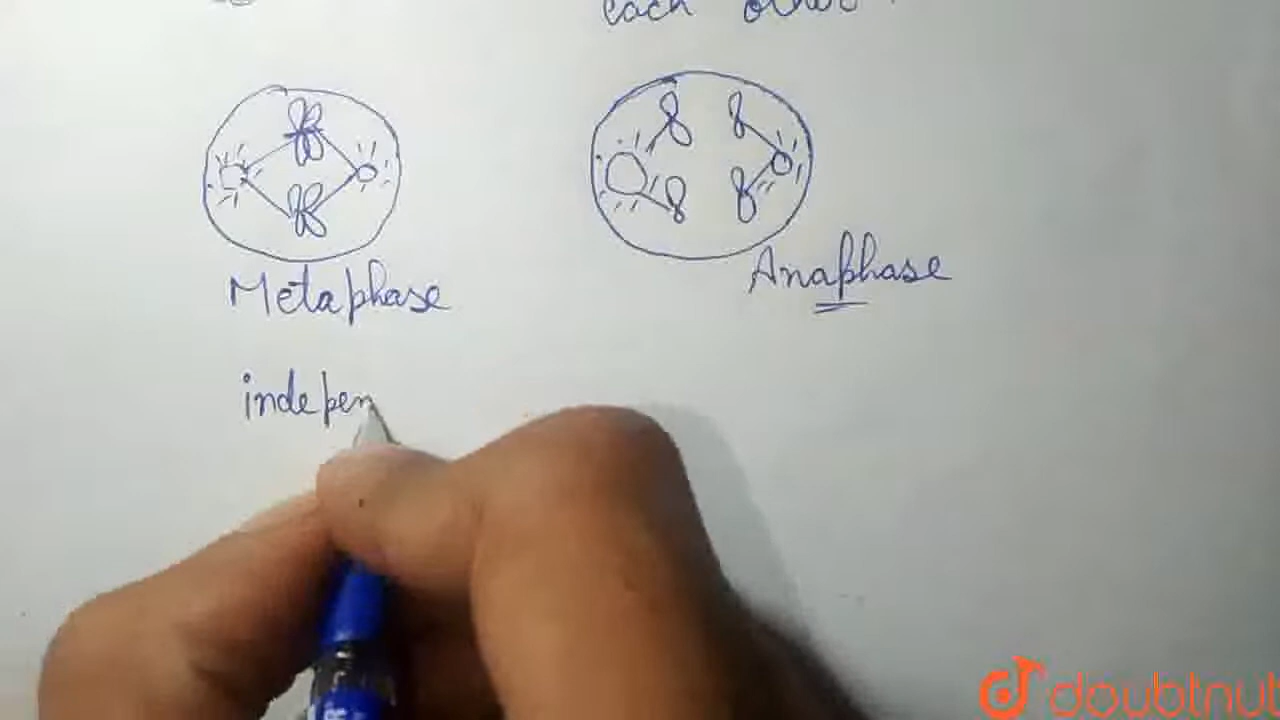 each other
Metaphase
Anaphase
indepen
doubtnut